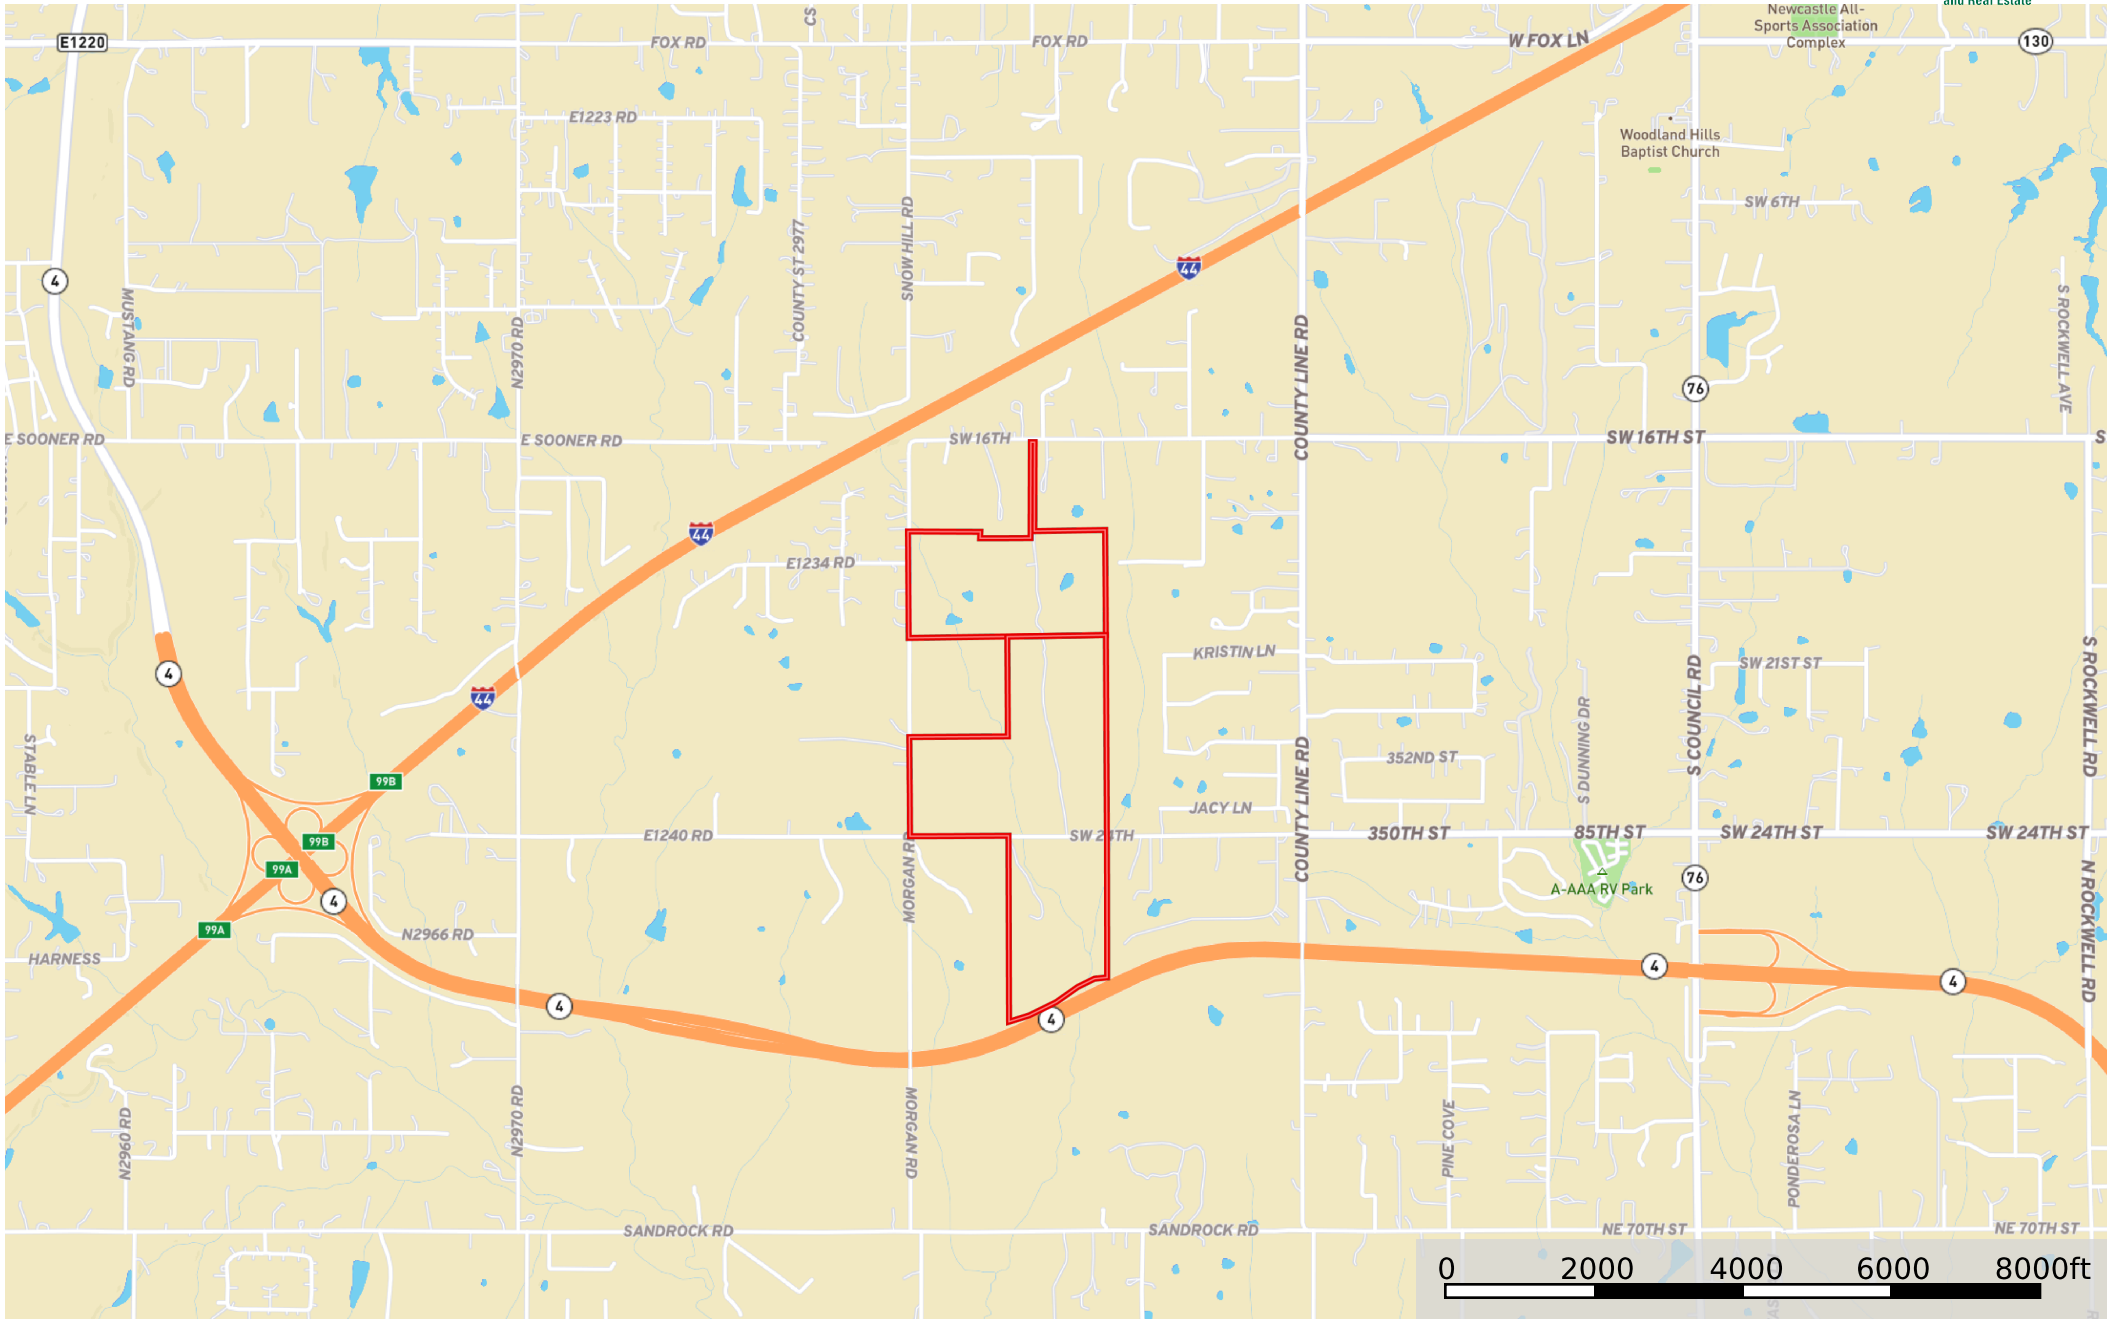 and Real Estate
Newcastle All-
Sports Association
Complex
E1220
FOX RD
CS
FOX RD
W FOX LN
130
E1223 RD
Woodland Hills
Baptist Church
SW 6TH
SNOW HILL RD
COUNTY ST 2977
44
4
MUSTANG RD
N2970 RD
COUNTY LINE RD
S ROCKWELL AVE
76
E SOONER RD
E SOONER RD
SW 16TH
SW 16TH ST
S
44
E1234 RD
KRISTIN LN
SW 21ST ST
S ROCKWELL RD
4
44
S COUNCIL RD
S DUNNING DR
STABLE LN
99B
352ND ST
COUNTY LINE RD
JACY LN
E1240 RD
SW 24TH
350TH ST
85TH ST
SW 24TH ST
SW 24TH ST
99B
99A
MORGAN RD
76
A-AAA RV Park
4
99A
N2966 RD
N ROCKWELL RD
HARNESS
4
4
4
4
N2960 RD
N2970 RD
MORGAN RD
PINE COVE
PONDEROSA LN
SANDROCK RD
SANDROCK RD
NE 70TH ST
NE 70TH ST
0 2000 4000 6000 8000ft